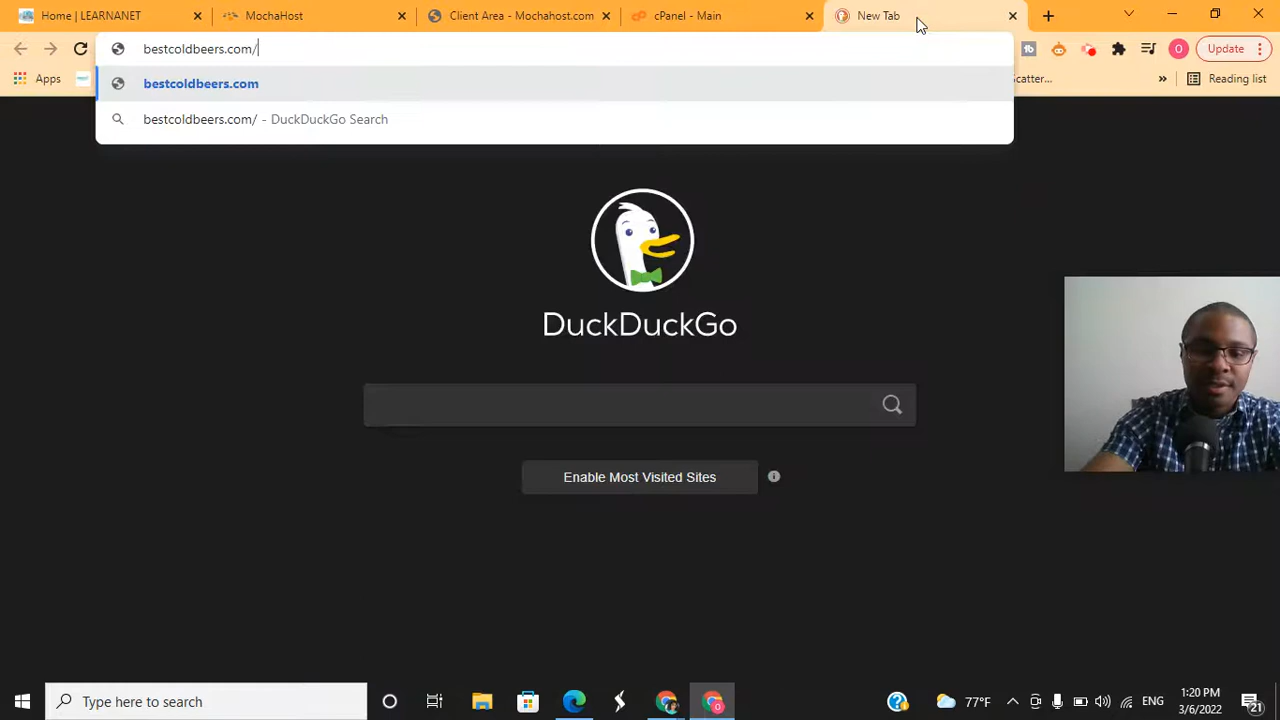 Home | LEARNANET
MochaHost
Client Area - Mochahost.com
cPanel - Main
New Tab
bestcoldbeers.com/
Update
Apps
bestcoldbeers.com
Scatter...
»
Reading list
bestcoldbeers.com/ - DuckDuckGo Search
DuckDuckGo
Enable Most Visited Sites
Type here to search
77°F
ENG
1:20 PM
3/6/2022
21